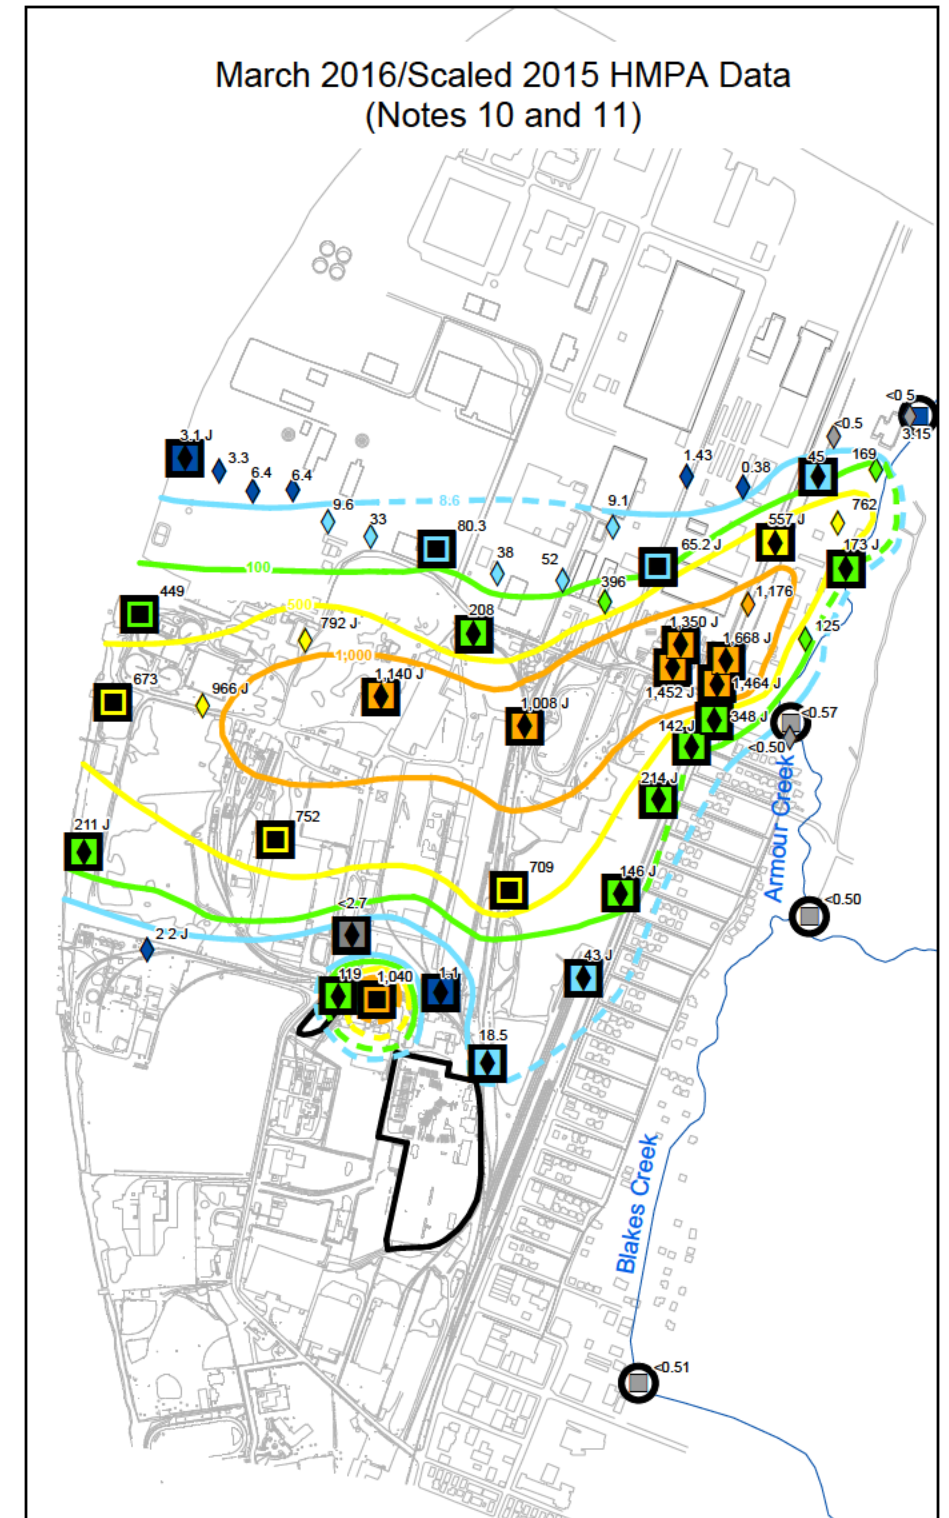 March 2016/Scaled 2015 HMPA Data
(Notes 10 and 11)
<0 5
<0.5
3.15
3.1 J
3.3
6.4
6.4
1.43
0.38
45
169
8.6
9.6
33
9.1
762
80.3
557 J
65.2 J
173 J
38
52
100
396
449
500
792 J
208
1,176
125
1,350 J
1,668 J
1,000
673
966 J
1,140 J
1,452 J
1,464 J
1,008 J
142 J
348 J
<0.57
<0.50
214 J
Armour Creek
211 J
752
709
146 J
<0.50
<2.7
2 2 J
43 J
119
1,040
1.1
18.5
Blakes Creek
<0.51